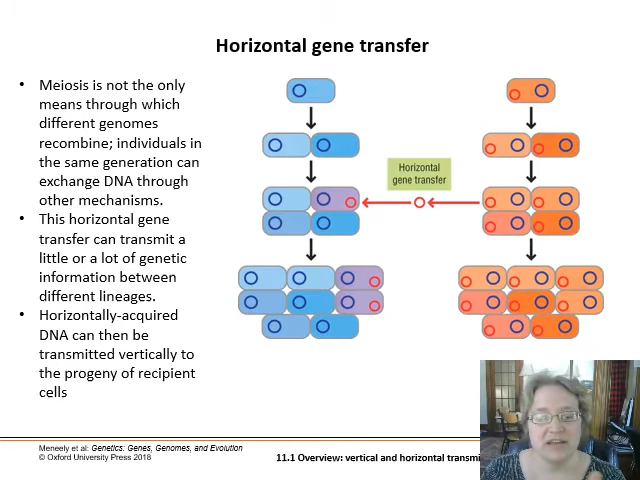 Horizontal gene transfer
• Meiosis is not the only
means through which
different genomes
recombine; individuals in
the same generation can
exchange DNA through
other mechanisms.
• This horizontal gene
transfer can transmit a
little or a lot of genetic
information between
different lineages.
• Horizontally-acquired
DNA can then be
transmitted vertically to
the progeny of recipient
cells
Horizontal
gene transfer
Meneely et al: Genetics: Genes, Genomes, and Evolution
© Oxford University Press 2018
11.1 Overview: vertical and horizontal transmi